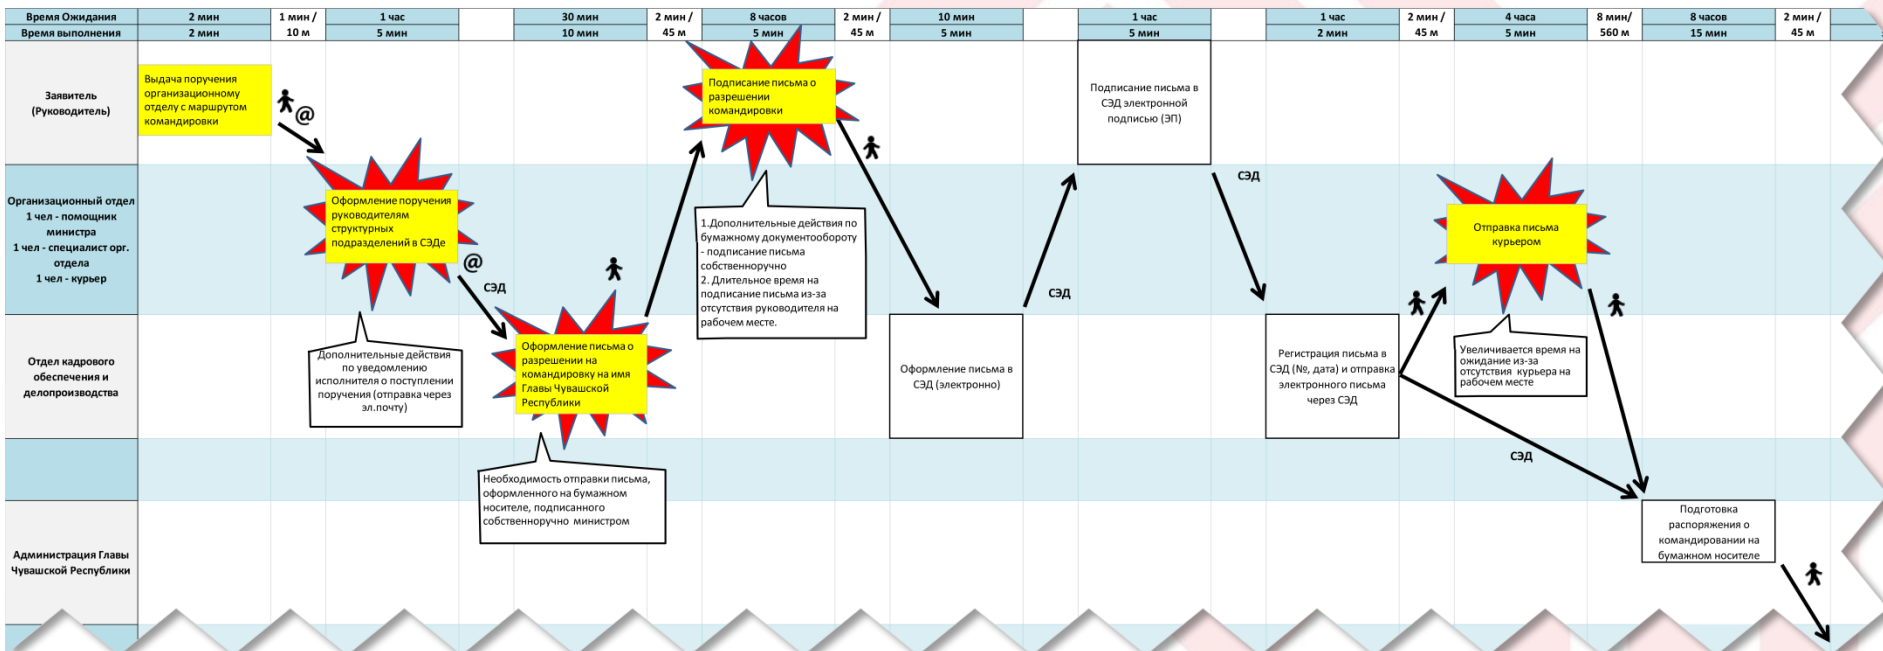 Время Ожидания
2 мин
1 мин /
1 час
30 мин
2 мин /
8 часов
2 мин /
10 мин
1 час
1 час
2 мин /
4 часа
8 мин/
8 часов
2 мин /
Время выполнения
2 мин
10 м
5 мин
10 мин
45 м
5 мин
45 м
5 мин
5 мин
2 мин
45 м
5 мин
560 м
15 мин
45 м
Заявитель
(Руководитель)
Выдача поручения
организационному
отделу с маршрутом
командировки
@
Подписание письма о
разрешении
командировки
Подписание письма в
СЭД электронной
подписью (ЭП)
Организационный отдел
1 чел - помощник
министра
1 чел - специалист орг.
отдела
1 чел - курьер
Оформление поручения
руководителям
структурных
подразделений в СЭДе
@
СЭД
1.Дополнительные действия по
бумажному документообороту
- подписание письма
собственноручно
2. Длительное время на
подписание письма из-за
отсутствия руководителя на
рабочем месте.
СЭД
СЭД
Отправка письма
курьером
Отдел кадрового
обеспечения и
делопроизводства
Дополнительные действия
по уведомлению
исполнителя о поступлении
поручения (отправка через
эл.почту)
Оформление письма о
разрешении на
командировку на имя
Главы Чувашской
Республики
Оформление письма в
СЭД (электронно)
Регистрация письма в
СЭД (№, дата) и отправка
электронного письма
через СЭД
Увеличивается время на
ожидание из-за
отсутствия курьера на
рабочем месте
СЭД
Необходимость отправки письма,
оформленного на бумажном
носителе, подписанного
собственноручно министром
Администрация Главы
Чувашской Республики
Подготовка
распоряжения о
командировании на
бумажном носителе